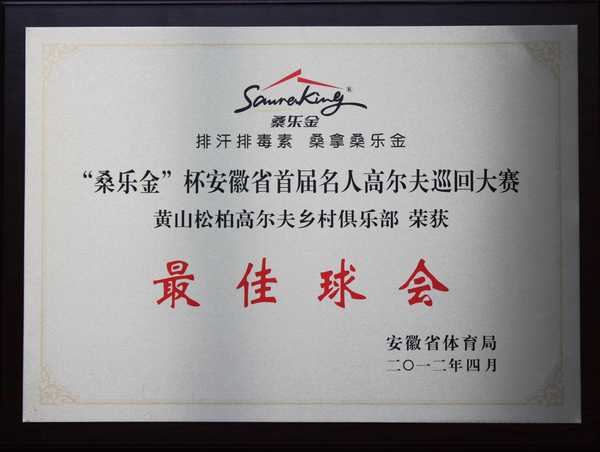 SaunaKing®
桑乐金
排汗排毒素 桑拿桑乐金
“桑乐金”杯安徽省首届名人高尔夫巡回大赛
黄山松柏高尔夫乡村俱乐部 荣获
最佳球会
安徽省体育局
二〇一二年四月